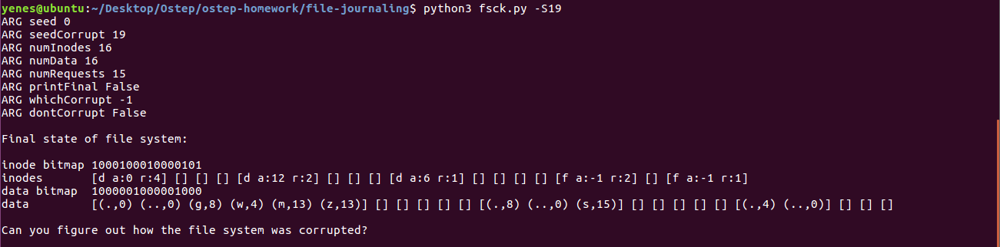 yenes@ubuntu:~/Desktop/Ostep/ostep-homework/file-journaling$ python3 fsck.py -S19
ARG seed 0
ARG seedCorrupt 19
ARG numInodes 16
ARG numData 16
ARG numRequests 15
ARG printFinal False
ARG whichCorrupt -1
ARG dontCorrupt False
Final state of file system:
inode bitmap 1000100010000101
inodes [d a:0 r:4] [] [] [] [d a:12 r:2] [] [] [] [d a:6 r:1] [] [] [] [] [f a:-1 r:2] [] [f a:-1 r:1]
data bitmap 1000001000001000
data [(.,0) (..,0) (g,8) (w,4) (m,13) (z,13)] [] [] [] [] [] [(.,8) (..,0) (s,15)] [] [] [] [] [] [(.,4) (..,0)] [] [] []
Can you figure out how the file system was corrupted?